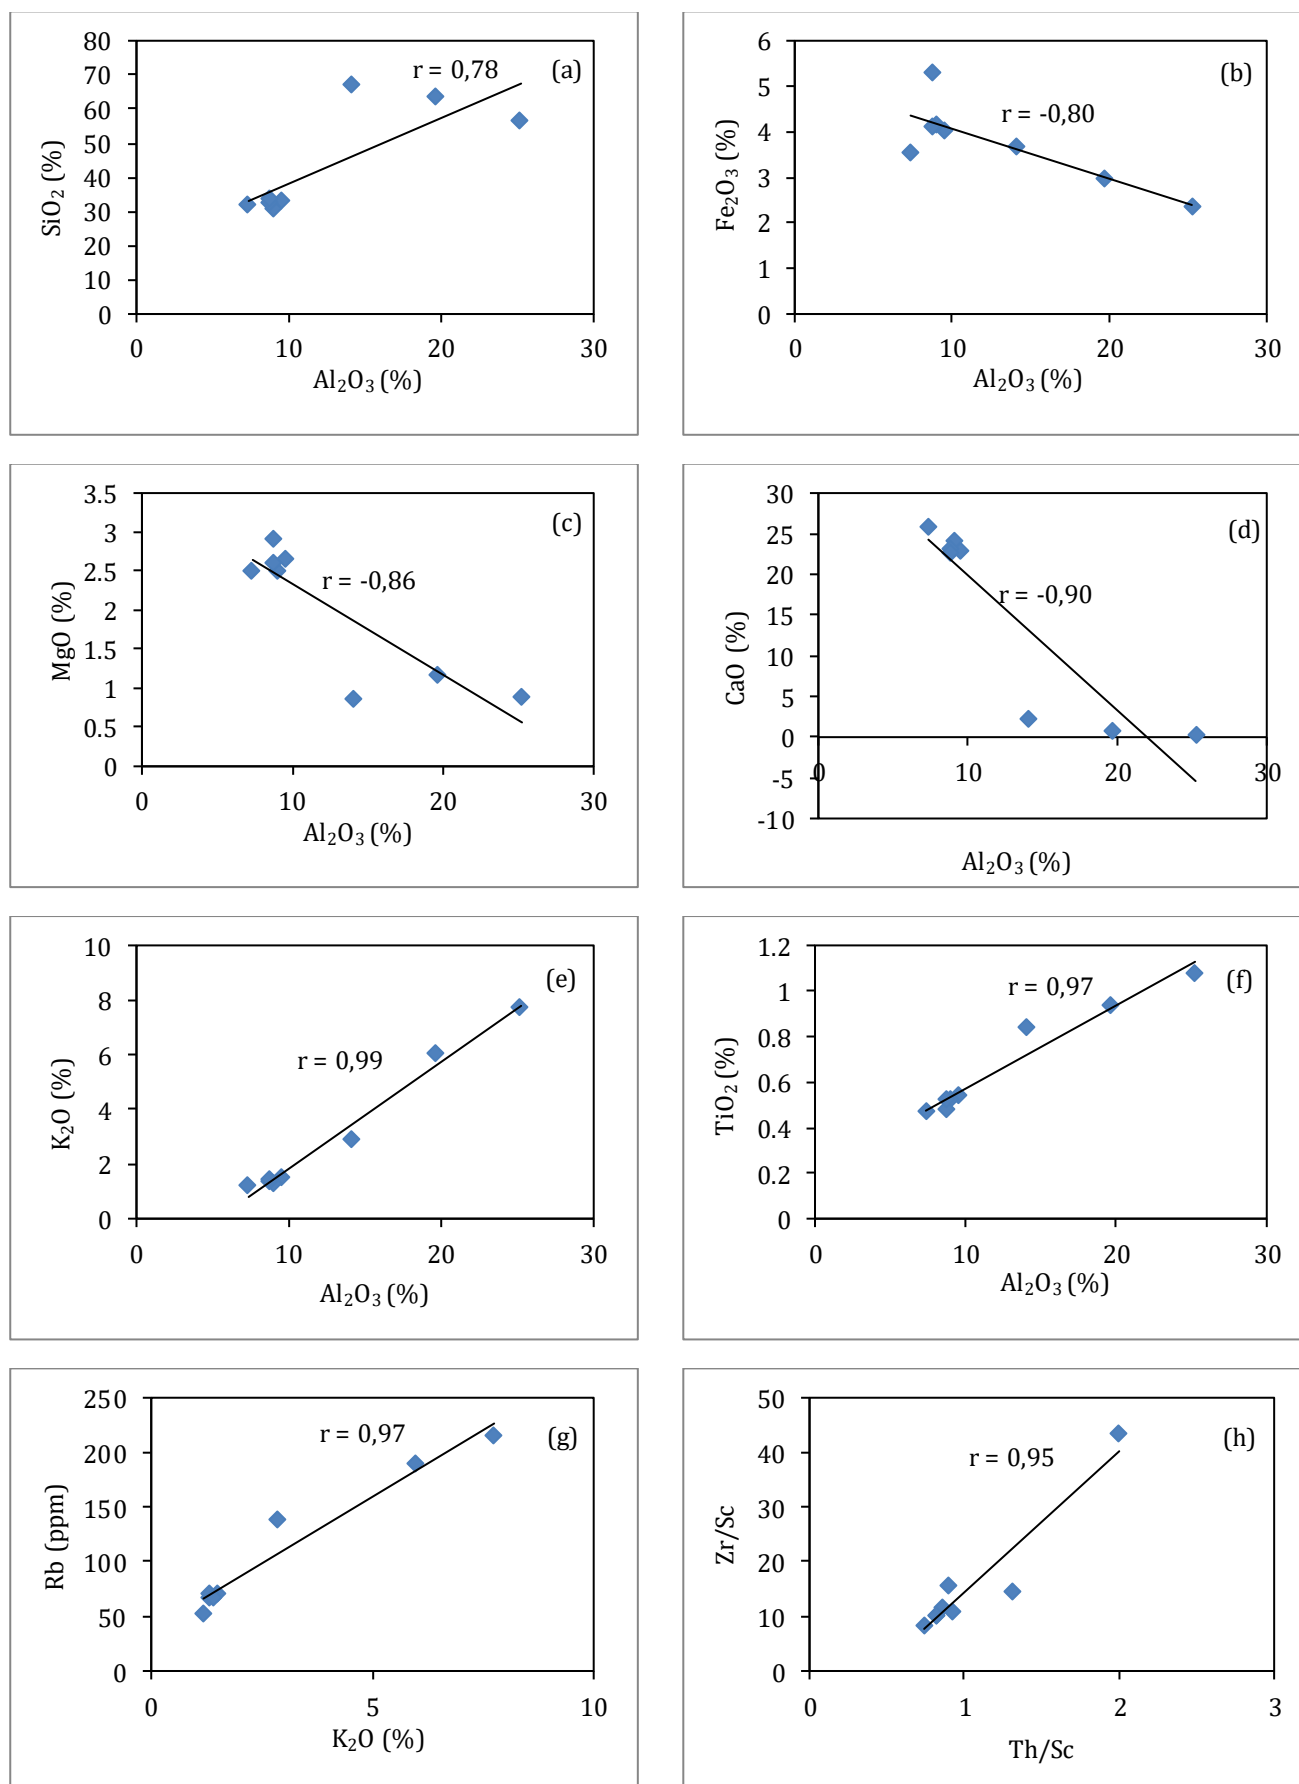 80
70
60
50
40
30
20
10
0
SiO₂ (%)
r = 0,78
(a)
0 10 20 30
Al₂O₃ (%)
6
5
4
3
2
1
0
Fe₂O₃ (%)
r = -0,80
(b)
0 10 20 30
Al₂O₃ (%)
3.5
3
2.5
2
1.5
1
0.5
0
MgO (%)
r = -0,86
(c)
0 10 20 30
Al₂O₃ (%)
30
25
20
15
10
5
0
-5
-10
CaO (%)
r = -0,90
(d)
0 10 20 30
Al₂O₃ (%)
10
8
6
4
2
0
K₂O (%)
r = 0,99
(e)
0 10 20 30
Al₂O₃ (%)
1.2
1
0.8
0.6
0.4
0.2
0
TiO₂ (%)
r = 0,97
(f)
0 10 20 30
Al₂O₃ (%)
250
200
150
100
50
0
Rb (ppm)
r = 0,97
(g)
0 5 10
K₂O (%)
50
40
30
20
10
0
Zr/Sc
r = 0,95
(h)
0 1 2 3
Th/Sc